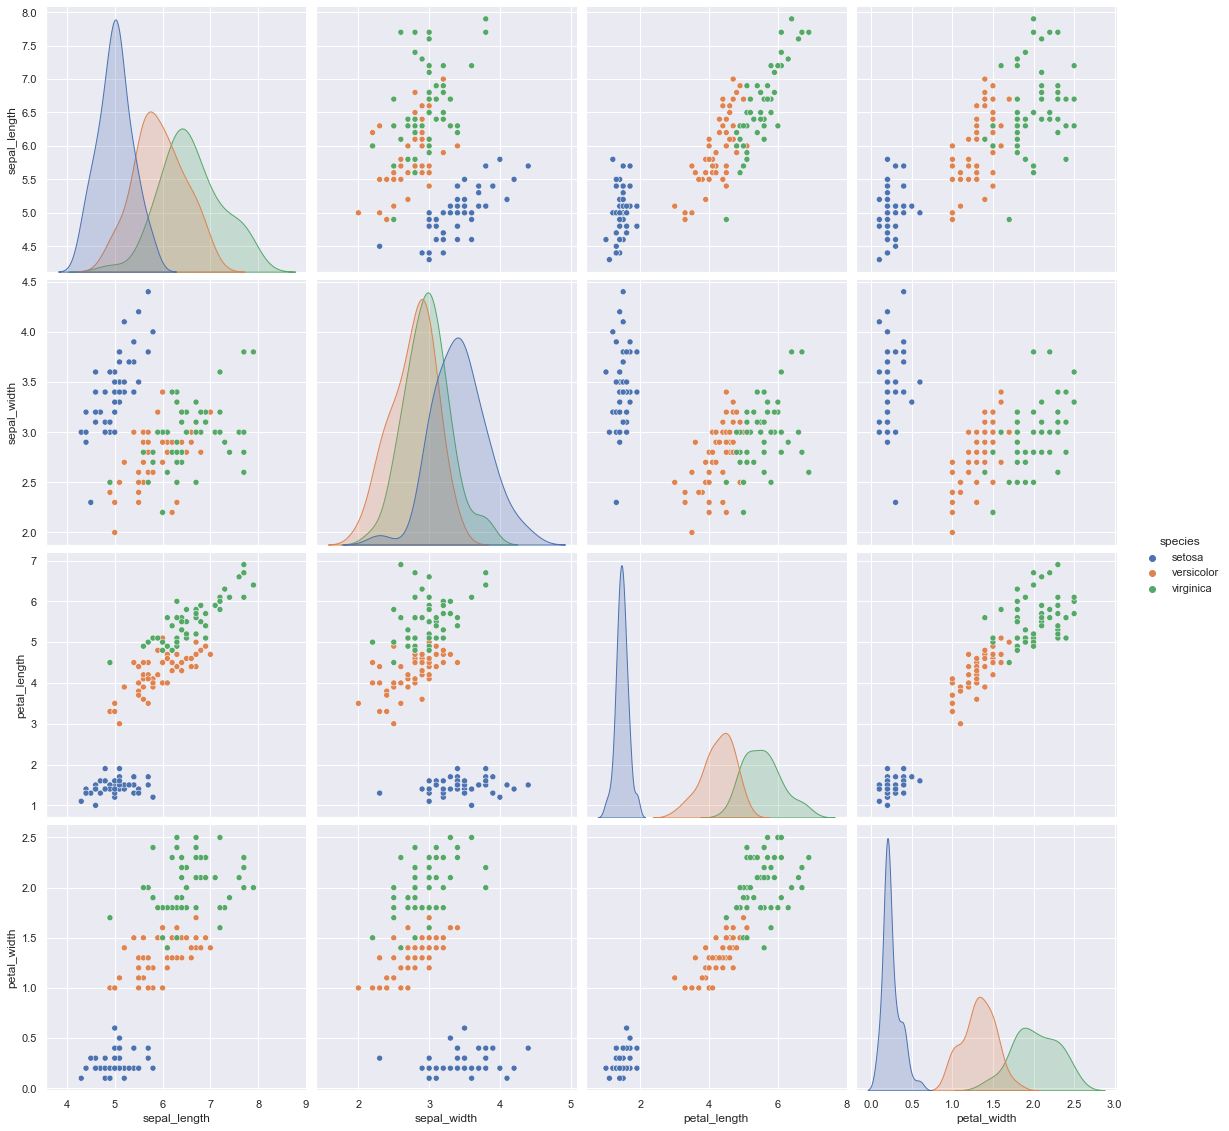 8.0
7.5
7.0
6.5
6.0
5.5
5.0
4.5
sepal_length
4.5
4.0
3.5
3.0
2.5
2.0
sepal_width
7
6
5
4
3
2
1
petal_length
2.5
2.0
1.5
1.0
0.5
0.0
petal_width
4 5 6 7 8 9
sepal_length
2 3 4 5
sepal_width
2 4 6 8
petal_length
0.0 0.5 1.0 1.5 2.0 2.5 3.0
petal_width
species
setosa
versicolor
virginica